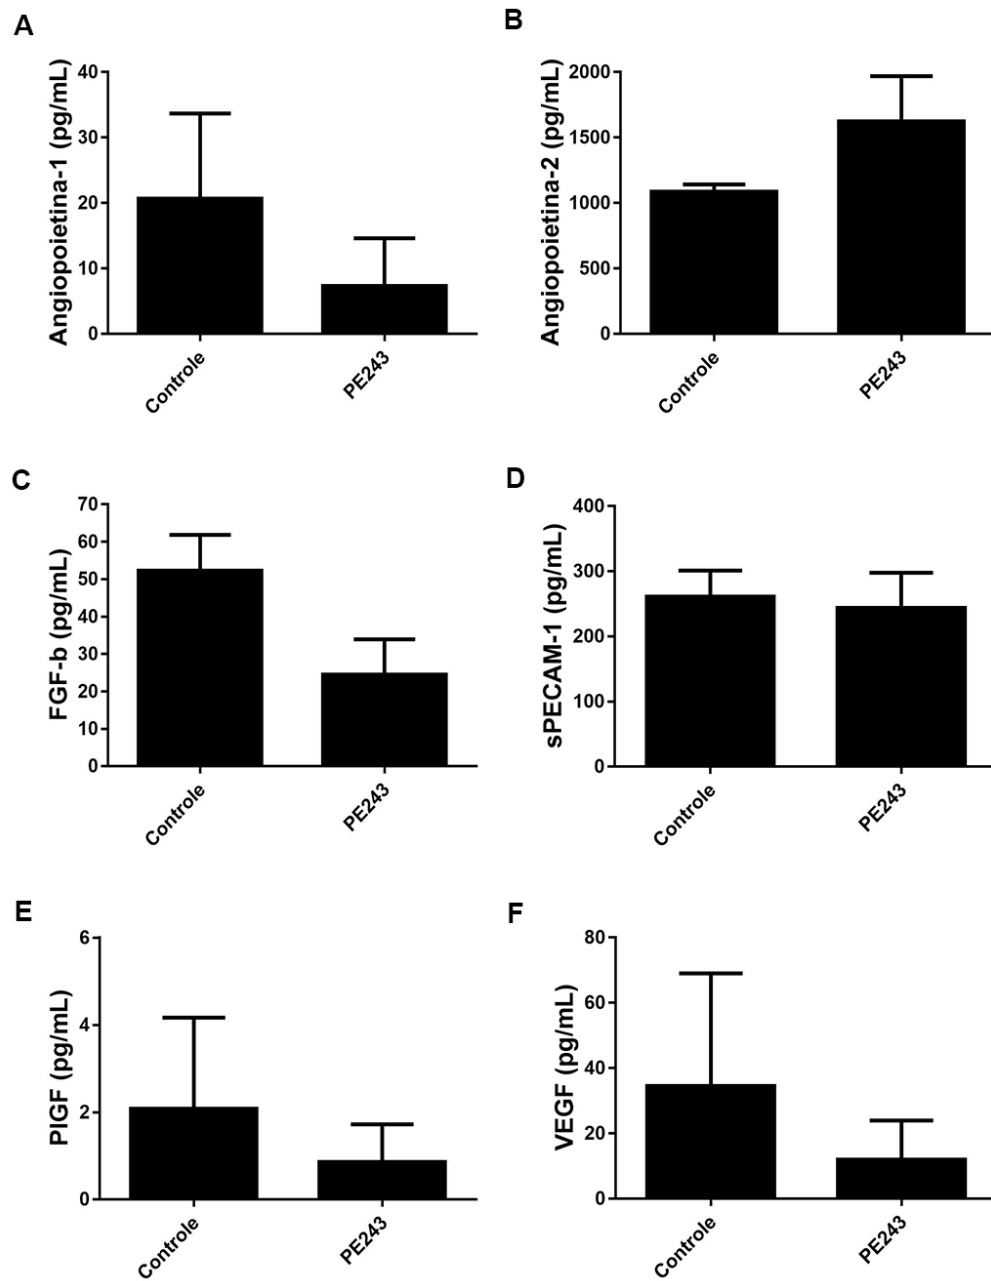 A
Angiopoietina-1 (pg/mL)
40
30
20
10
0
Controle
PE243
B
Angiopoietina-2 (pg/mL)
2000
1500
1000
500
0
Controle
PE243
C
FGF-b (pg/mL)
70
60
50
40
30
20
10
0
Controle
PE243
D
sPECAM-1 (pg/mL)
400
300
200
100
0
Controle
PE243
E
PlGF (pg/mL)
6
4
2
0
Controle
PE243
F
VEGF (pg/mL)
80
60
40
20
0
Controle
PE243